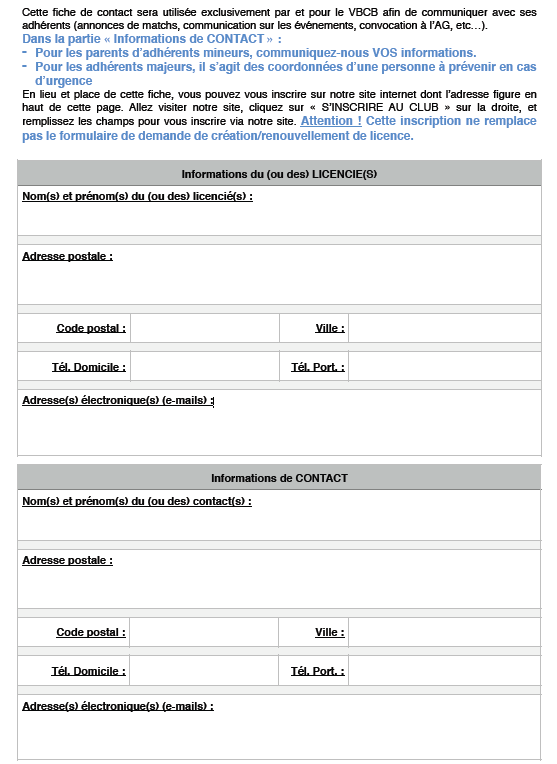 Cette fiche de contact sera utilisée exclusivement par et pour le VBCB afin de communiquer avec ses
adhérents (annonces de matchs, communication sur les événements, convocation à l'AG, etc…).
Dans la partie « Informations de CONTACT » :
- Pour les parents d'adhérents mineurs, communiquez-nous VOS informations.
- Pour les adhérents majeurs, il s'agit des coordonnées d'une personne à prévenir en cas
d'urgence
En lieu et place de cette fiche, vous pouvez vous inscrire sur notre site internet dont l'adresse figure en
haut de cette page. Allez visiter notre site, cliquez sur « S'INSCRIRE AU CLUB » sur la droite, et
remplissez les champs pour vous inscrire via notre site. Attention ! Cette inscription ne remplace
pas le formulaire de demande de création/renouvellement de licence.
Informations du (ou des) LICENCIE(S)
Nom(s) et prénom(s) du (ou des) licencié(s) :
Adresse postale :
Code postal : Ville :
Tél. Domicile : Tél. Port. :
Adresse(s) électronique(s) (e-mails) :
Informations de CONTACT
Nom(s) et prénom(s) du (ou des) contact(s) :
Adresse postale :
Code postal : Ville :
Tél. Domicile : Tél. Port. :
Adresse(s) électronique(s) (e-mails) :